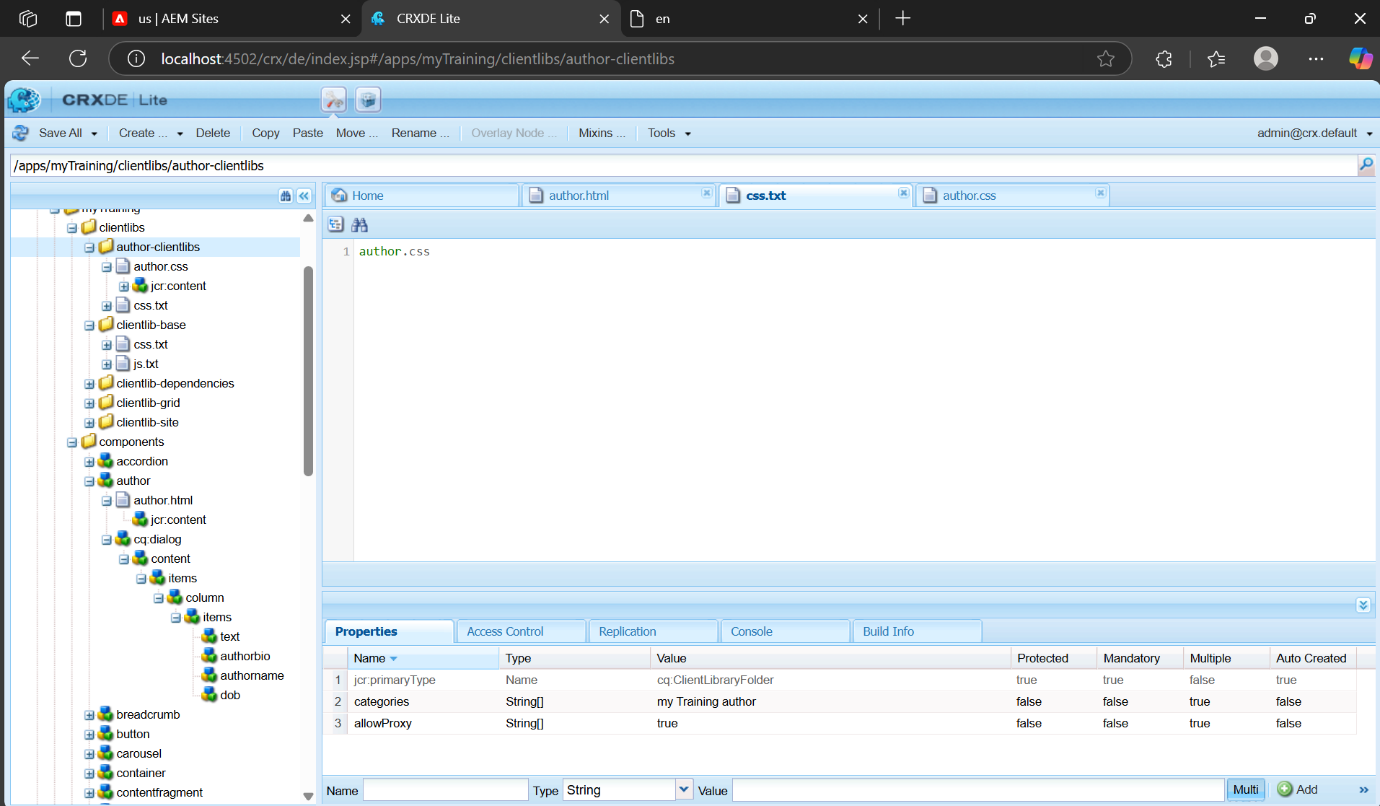 us | AEM Sites
CRXDE Lite
en
localhost:4502/crx/de/index.jsp#/apps/myTraining/clientlibs/author-clientlibs
CRXDE | Lite
Save All Create ... Delete Copy Paste Move ... Rename ... Overlay Node ... Mixins ... Tools admin@crx.default
/apps/myTraining/clientlibs/author-clientlibs
Home author.html css.txt author.css
1 author.css
myTraining
clientlibs
author-clientlibs
author.css
jcr:content
css.txt
clientlib-base
css.txt
js.txt
clientlib-dependencies
clientlib-grid
clientlib-site
components
accordion
author
author.html
jcr:content
cq:dialog
content
items
column
items
text
authorbio
authorname
dob
breadcrumb
button
carousel
container
contentfragment
Properties Access Control Replication Console Build Info
Name Type Value Protected Mandatory Multiple Auto Created
1 jcr:primaryType Name cq:ClientLibraryFolder true true false true
2 categories String[] my Training author false false true false
3 allowProxy String[] true false false true false
Name Type String Value Multi Add